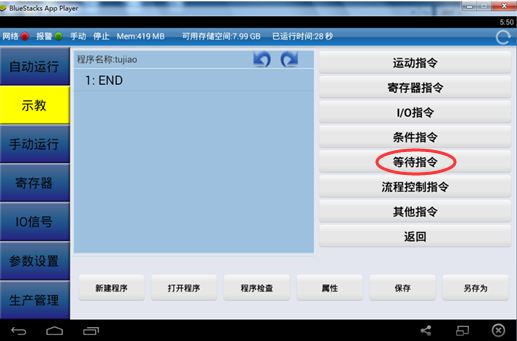 BlueStacks App Player
5:50
网络 报警 手动 停止 Mem:419 MB 可用存储空间:7.99 GB 已运行时间:28 秒
自动运行
示教
手动运行
寄存器
IO信号
参数设置
生产管理
程序名称:tujiao
1: END
运动指令
寄存器指令
I/O指令
条件指令
等待指令
流程控制指令
其他指令
返回
新建程序 打开程序 程序检查 属性 保存 另存为